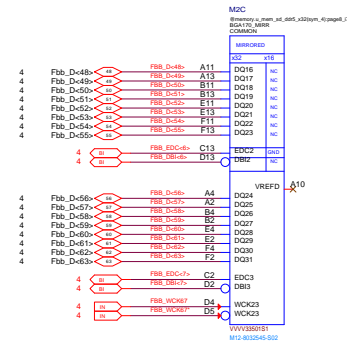 M2C
@memory.u_mem_sd_ddr5_x32(sym_4):page8_
BGA170_MIRR
COMMON
MIRRORED
x32 x16
4 Fbb_D<48> 48 FBB_D<48> A11 DQ16 NC
4 Fbb_D<49> 49 FBB_D<49> A13 DQ17 NC
4 Fbb_D<50> 50 FBB_D<50> B11 DQ18 NC
4 Fbb_D<51> 51 FBB_D<51> B13 DQ19 NC
4 Fbb_D<52> 52 FBB_D<52> E11 DQ20 NC
4 Fbb_D<53> 53 FBB_D<53> E13 DQ21 NC
4 Fbb_D<54> 54 FBB_D<54> F11 DQ22 NC
4 Fbb_D<55> 55 FBB_D<55> F13 DQ23 NC
4 BI FBB_EDC<6> C13 EDC2 GND
4 BI FBB_DBI<6> D13 DBI2 NC
VREFD A10
4 Fbb_D<56> 56 FBB_D<56> A4 DQ24
4 Fbb_D<57> 57 FBB_D<57> A2 DQ25
4 Fbb_D<58> 58 FBB_D<58> B4 DQ26
4 Fbb_D<59> 59 FBB_D<59> B2 DQ27
4 Fbb_D<60> 60 FBB_D<60> E4 DQ28
4 Fbb_D<61> 61 FBB_D<61> E2 DQ29
4 Fbb_D<62> 62 FBB_D<62> F4 DQ30
4 Fbb_D<63> 63 FBB_D<63> F2 DQ31
4 BI FBB_EDC<7> C2 EDC3
4 BI FBB_DBI<7> D2 DBI3
4 IN FBB_WCK67 D4 WCK23
4 IN FBB_WCK67* D5 WCK23
VVVV33501S1
M12-8032545-S02